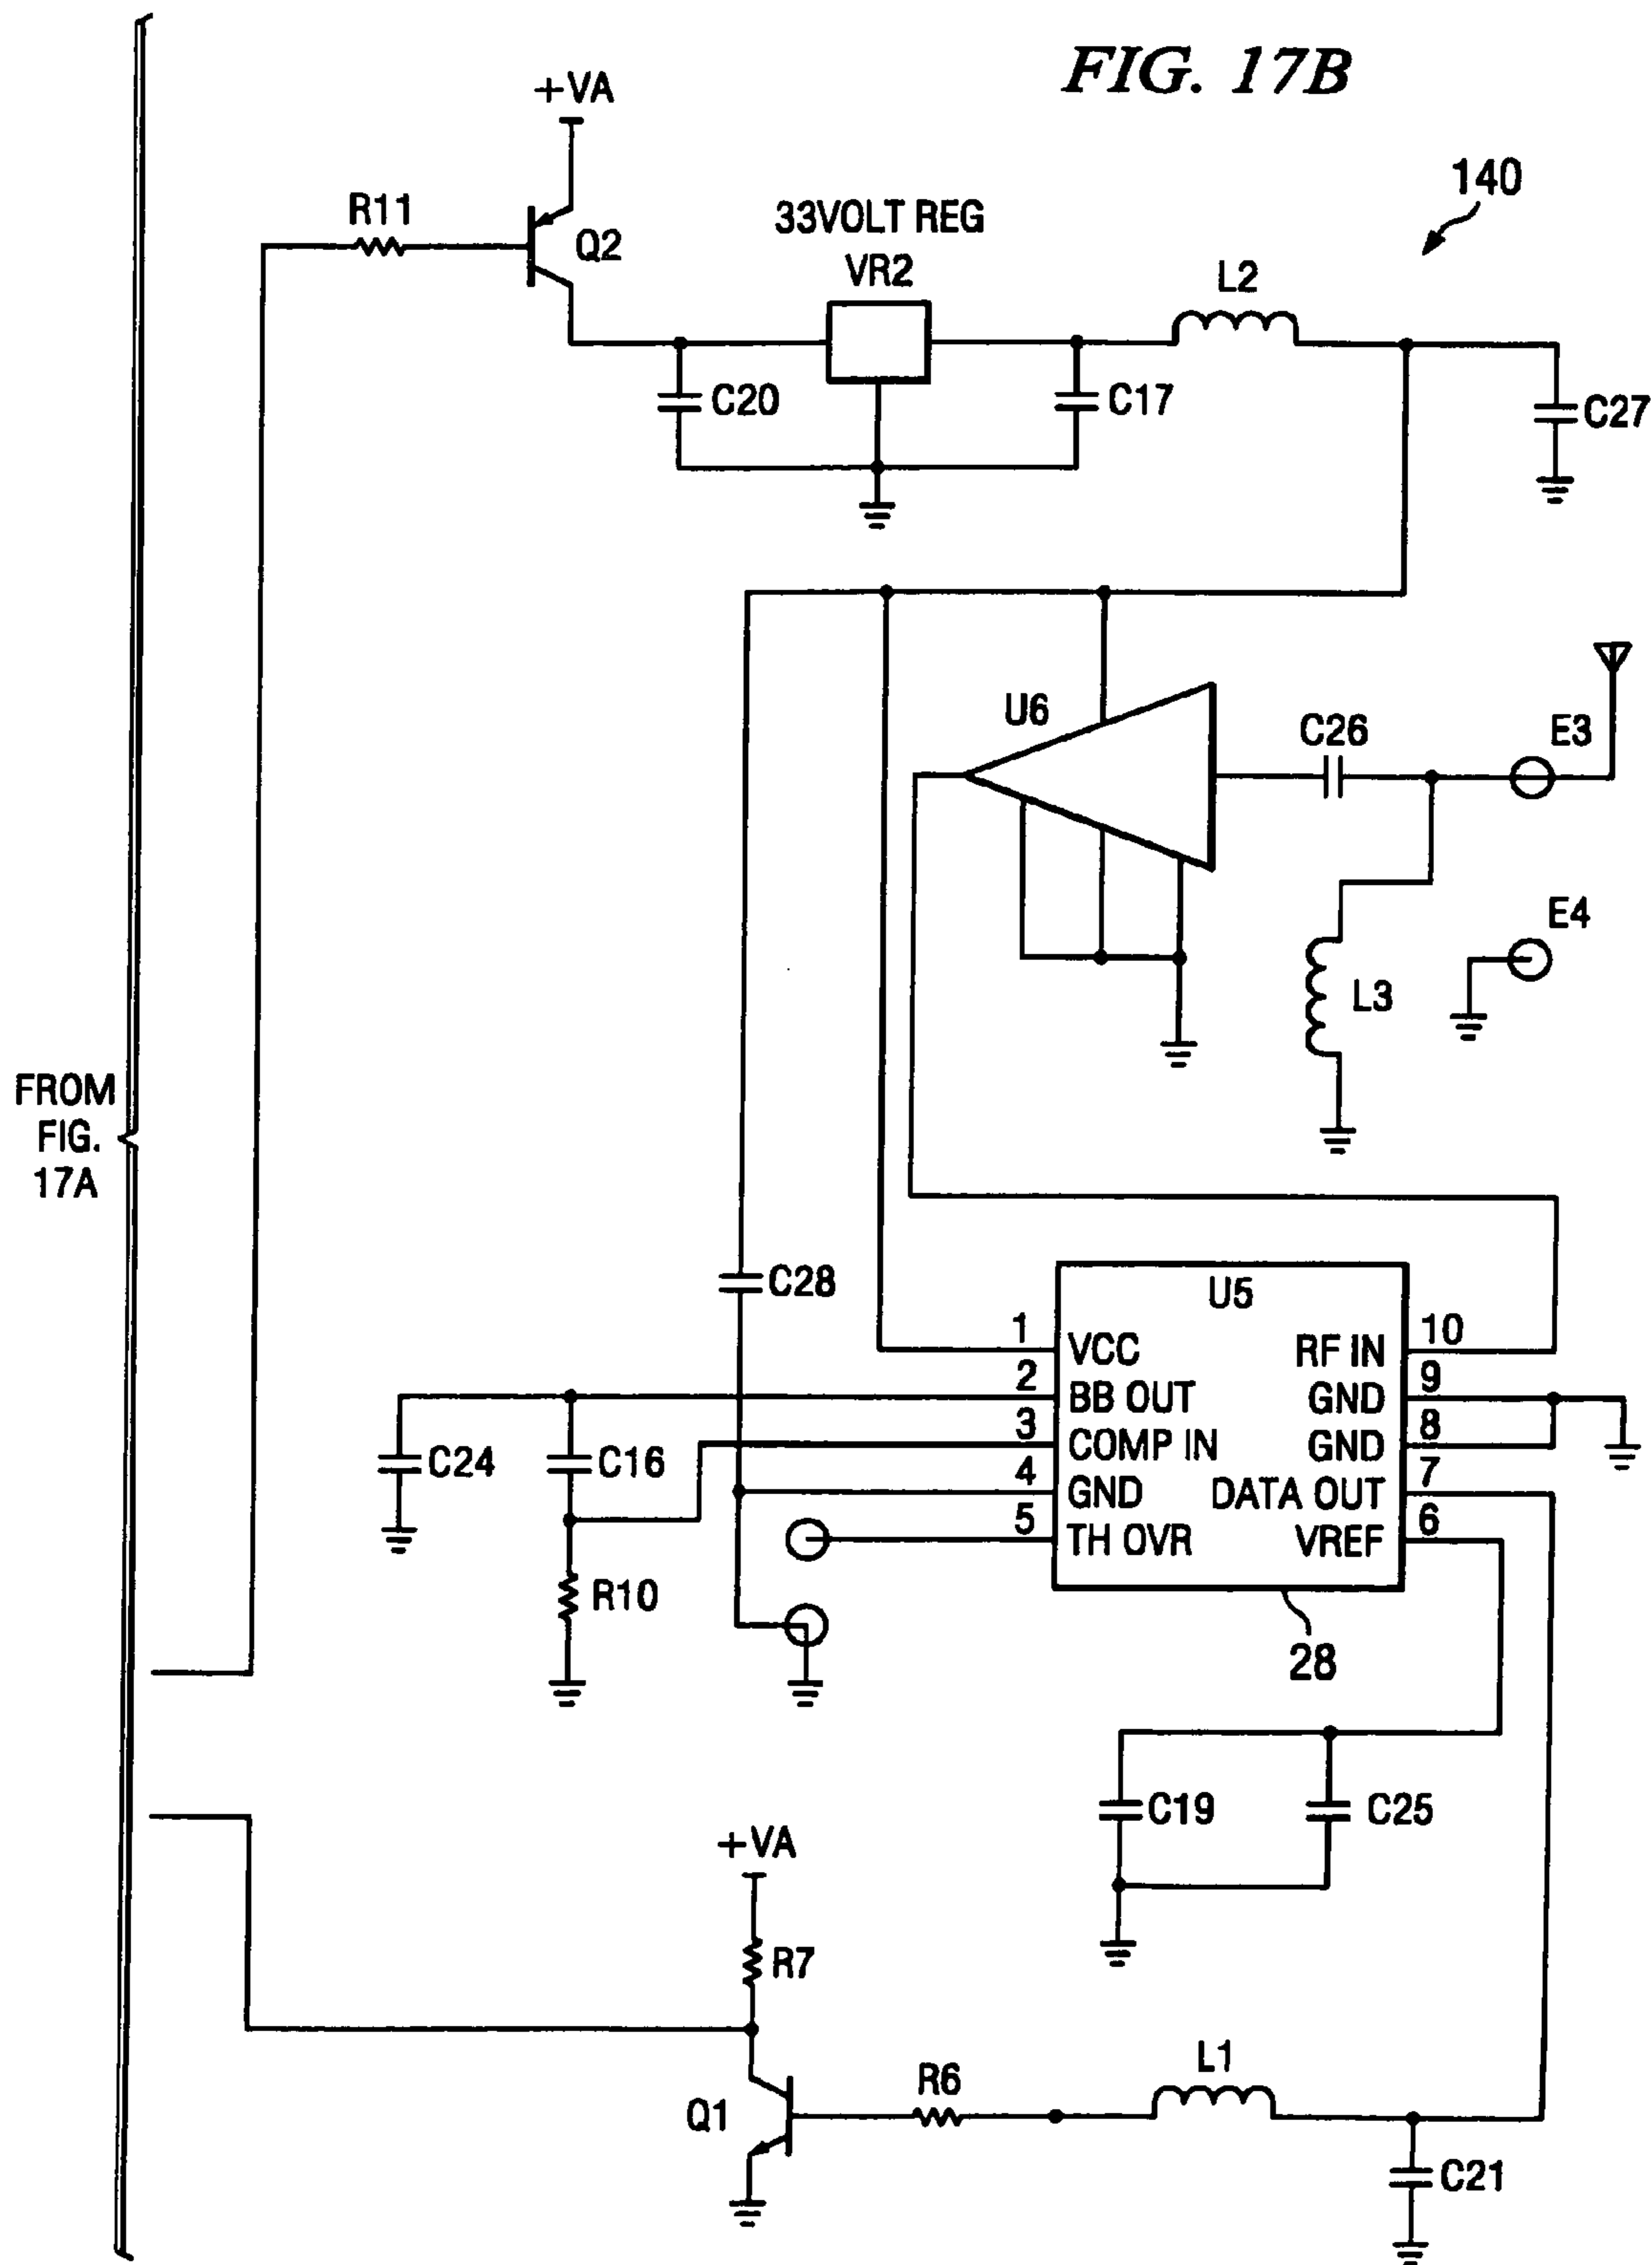 FIG. 17B
+VA
140
R11
Q2
33VOLT REG
VR2
L2
C20
C17
C27
U6
C26
E3
E4
L3
FROM
FIG.
17A
C28
U5
1 VCC
RF IN 10
2 BB OUT
GND 9
3 COMP IN
GND 8
4 GND
DATA OUT 7
5 TH OVR
VREF 6
C24
C16
R10
28
C19
C25
+VA
R7
Q1
R6
L1
C21